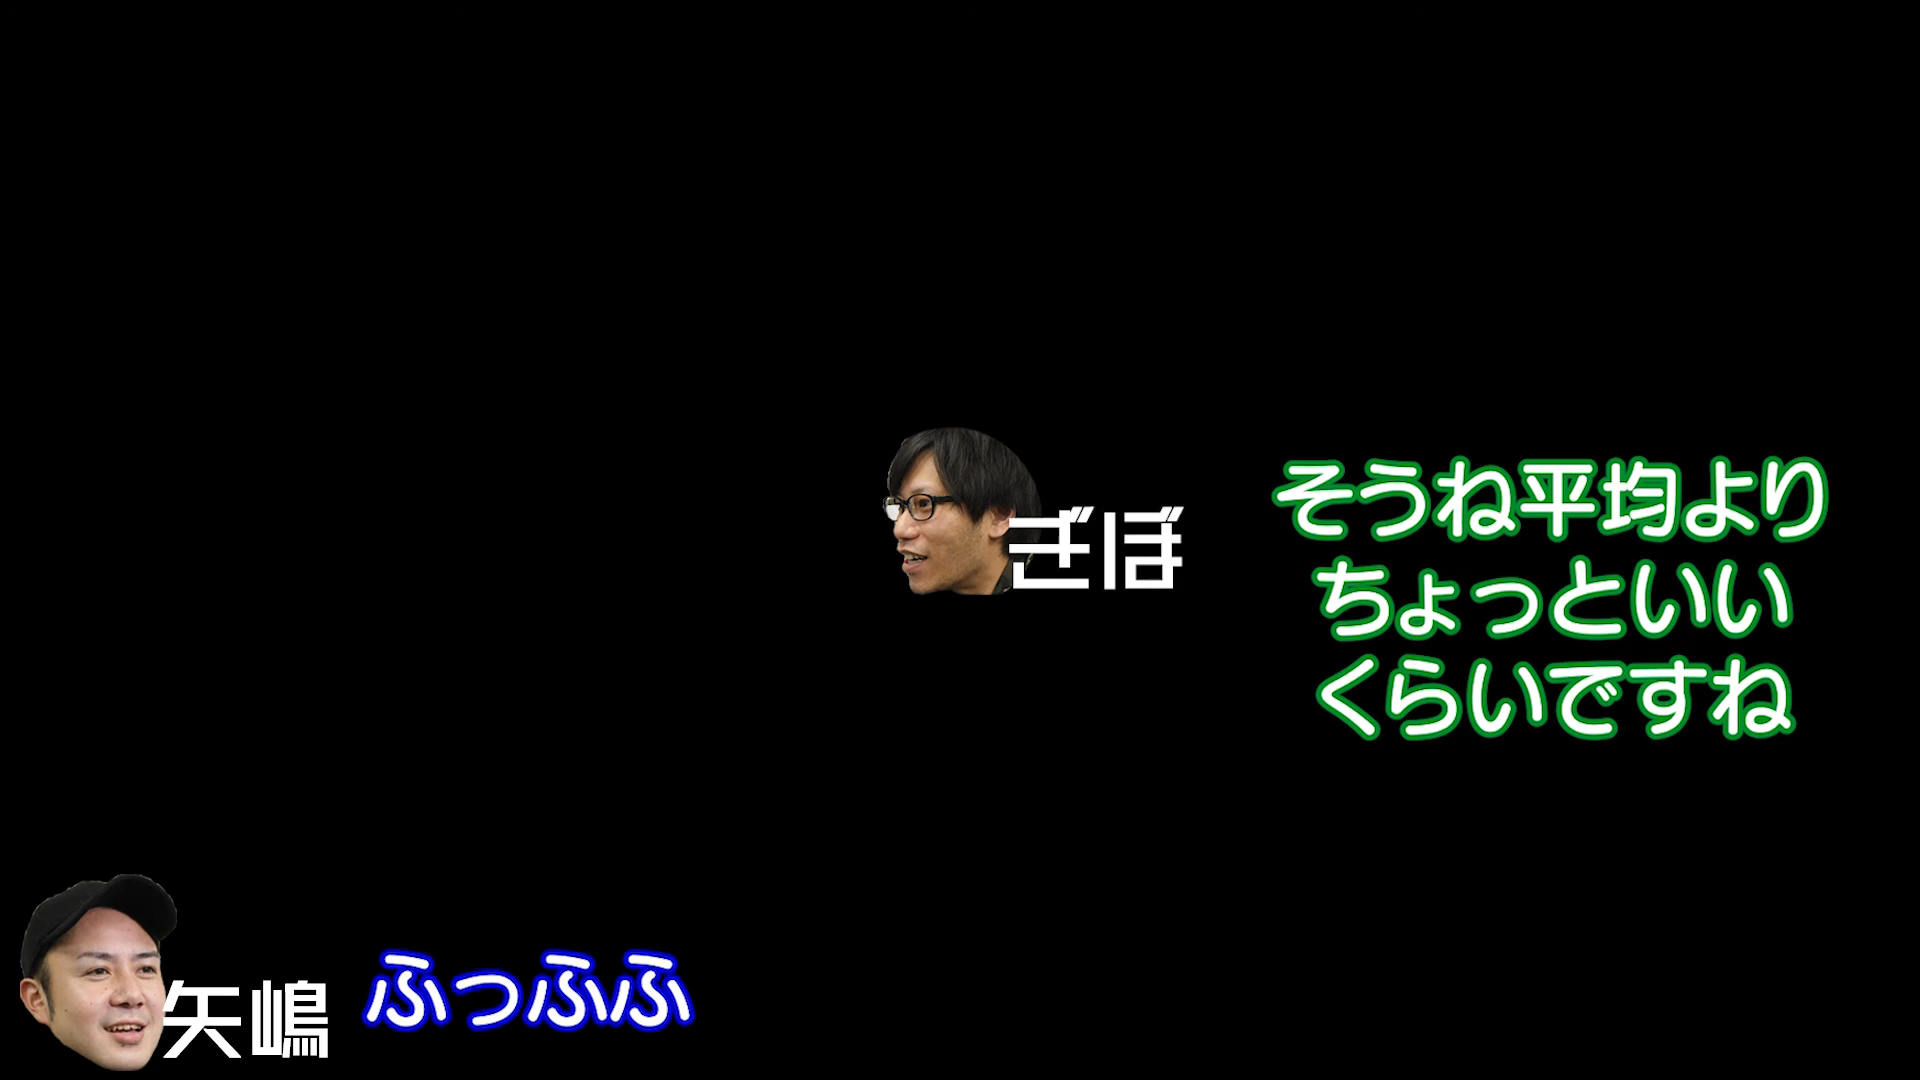 ぎぼ
そうね平均より
ちょっといい
くらいですね
矢嶋
ふっふふ